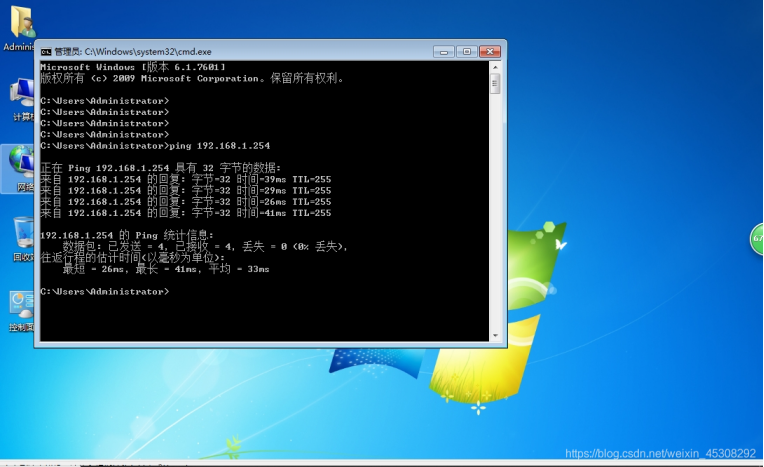 Adminis
计算机
网络
回收
控制面
管理员: C:\Windows\system32\cmd.exe
Microsoft Windows [版本 6.1.7601]
版权所有 (c) 2009 Microsoft Corporation。保留所有权利。
C:\Users\Administrator>
C:\Users\Administrator>
C:\Users\Administrator>
C:\Users\Administrator>
C:\Users\Administrator>ping 192.168.1.254
正在 Ping 192.168.1.254 具有 32 字节的数据:
来自 192.168.1.254 的回复: 字节=32 时间=39ms TTL=255
来自 192.168.1.254 的回复: 字节=32 时间=29ms TTL=255
来自 192.168.1.254 的回复: 字节=32 时间=26ms TTL=255
来自 192.168.1.254 的回复: 字节=32 时间=41ms TTL=255
192.168.1.254 的 Ping 统计信息:
数据包: 已发送 = 4，已接收 = 4，丢失 = 0 (0% 丢失)，
往返行程的估计时间(以毫秒为单位):
最短 = 26ms，最长 = 41ms，平均 = 33ms
C:\Users\Administrator>
67
https://blog.csdn.net/weixin_45308292